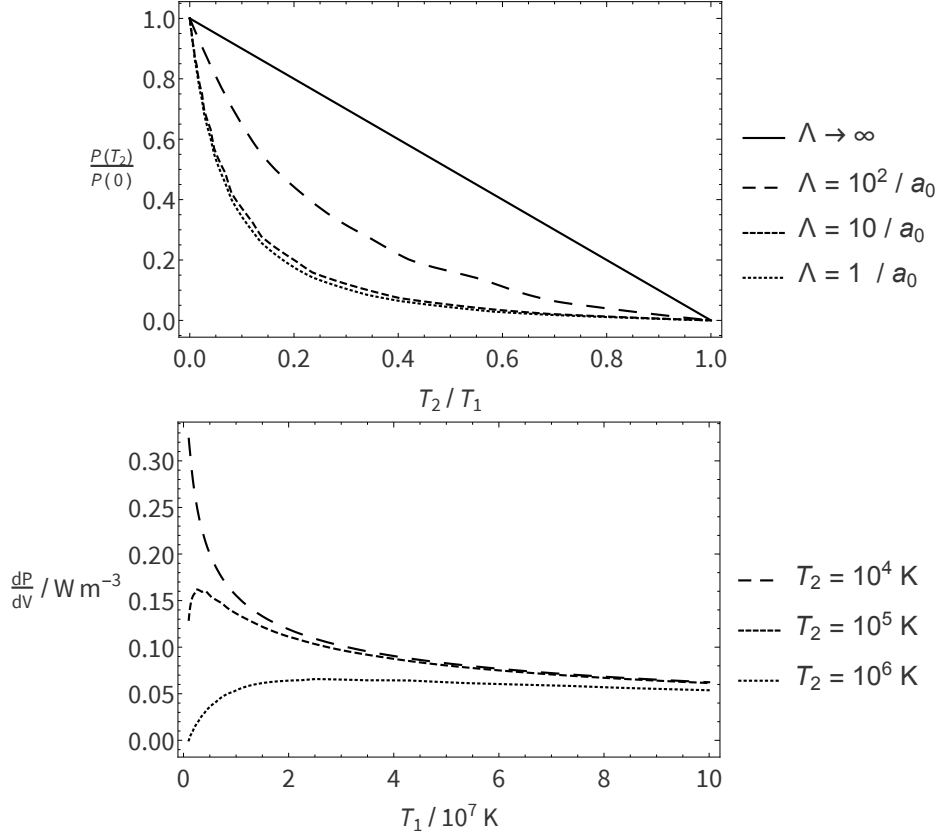 1.0
0.8
0.6
0.4
0.2
0.0
P(T₂)
P(0)
0.0 0.2 0.4 0.6 0.8 1.0
T₂ / T₁
Λ → ∞
Λ = 10² / a₀
Λ = 10 / a₀
Λ = 1 / a₀
0.30
0.25
0.20
0.15
0.10
0.05
0.00
dP
dV / W m⁻³
0 2 4 6 8 10
T₁ / 10⁷ K
T₂ = 10⁴ K
T₂ = 10⁵ K
T₂ = 10⁶ K